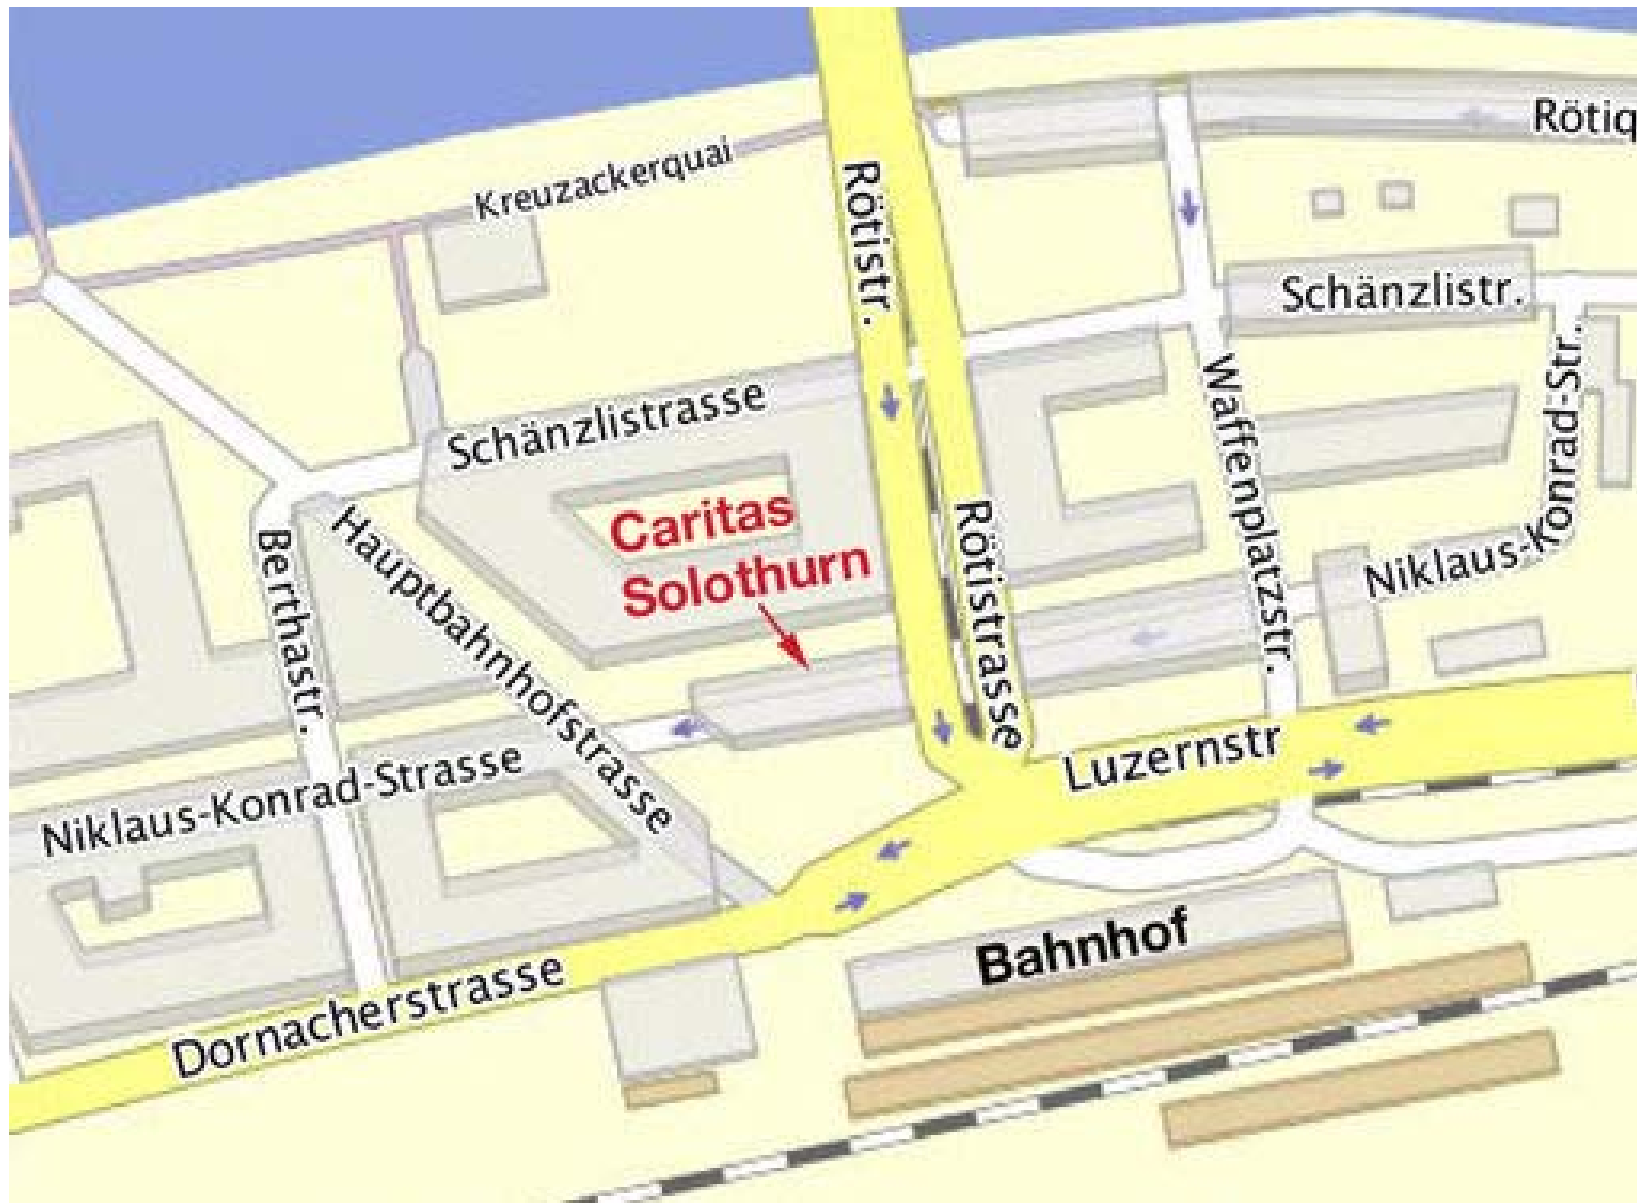 Rötiq
Kreuzackerquai
Rötistr.
Schänzlistr.
Schänzlistrasse
Waffenplatzstr.
Niklaus-Konrad-Str.
Caritas
Solothurn
Hauptbahnhofstrasse
Berthastr.
Rötistrasse
Niklaus-Konrad-Strasse
Luzernstr
Bahnhof
Dornacherstrasse